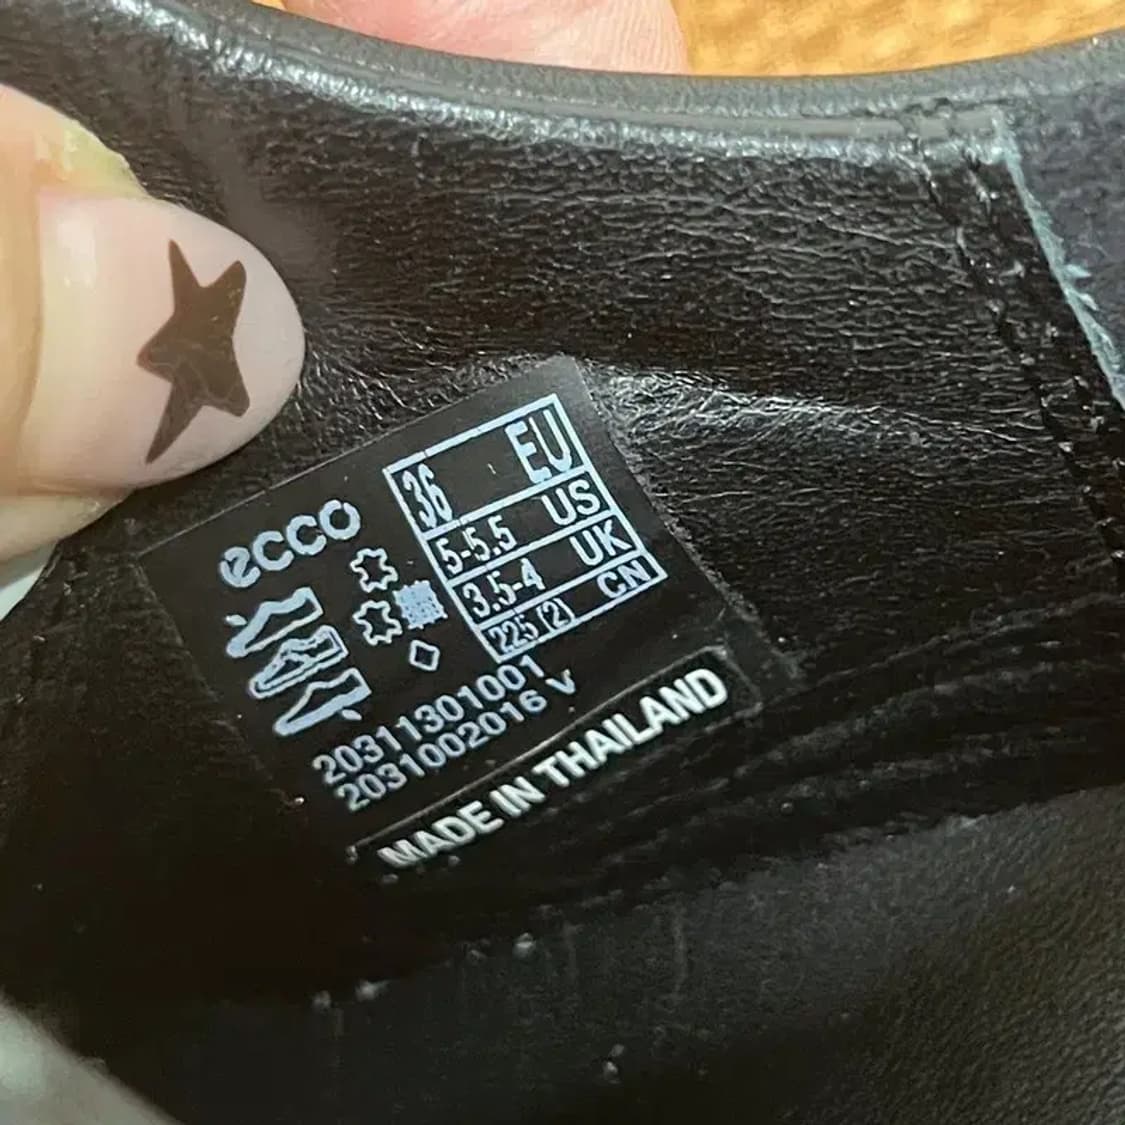 ecco
36 EU
5-5.5 US
3.5-4 UK
225 (2) CN
20311301001
2031002016 V
MADE IN THAILAND